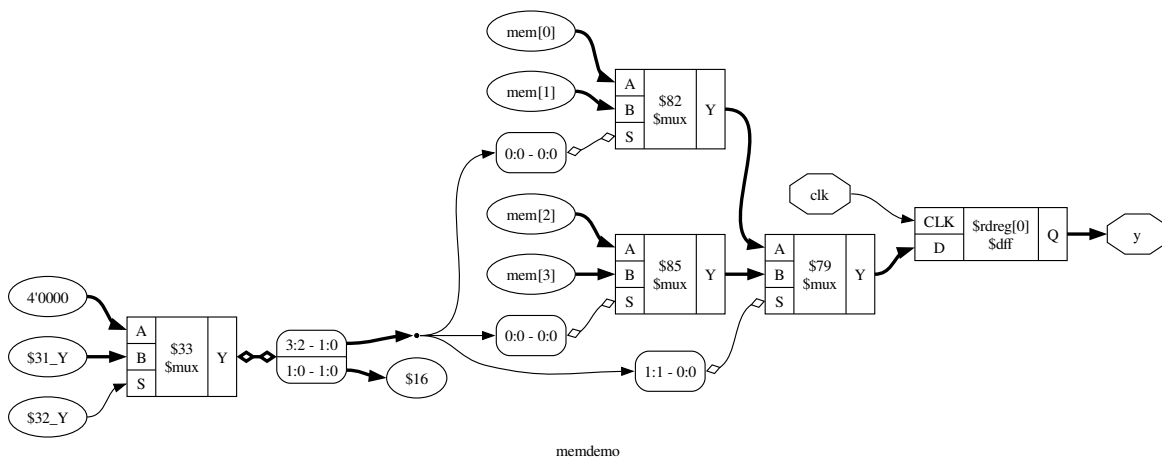 mem[0]
mem[1]
A
B
S
$82
$mux
Y
0:0 - 0:0
mem[2]
mem[3]
A
B
S
$85
$mux
Y
0:0 - 0:0
A
B
S
$79
$mux
Y
clk
CLK
D
$rdreg[0]
$dff
Q
y
4'0000
$31_Y
$32_Y
A
B
S
$33
$mux
Y
3:2 - 1:0
1:0 - 1:0
$16
1:1 - 0:0
memdemo